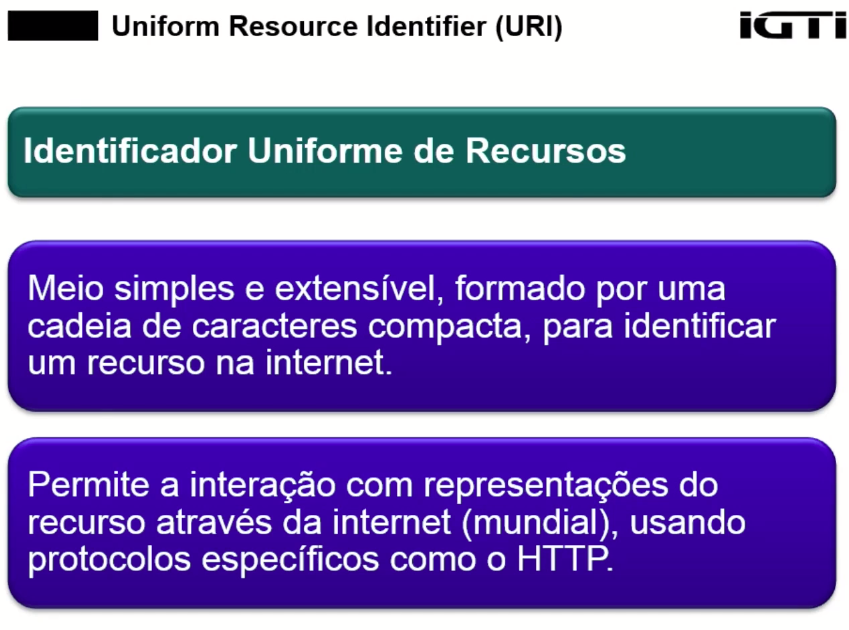 Uniform Resource Identifier (URI)
iGTi
Identificador Uniforme de Recursos
Meio simples e extensível, formado por uma
cadeia de caracteres compacta, para identificar
um recurso na internet.
Permite a interação com representações do
recurso através da internet (mundial), usando
protocolos específicos como o HTTP.